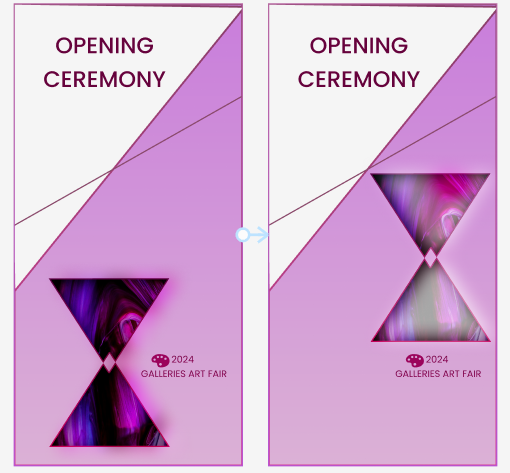 OPENING
CEREMONY
2024
GALLERIES ART FAIR
OPENING
CEREMONY
2024
GALLERIES ART FAIR